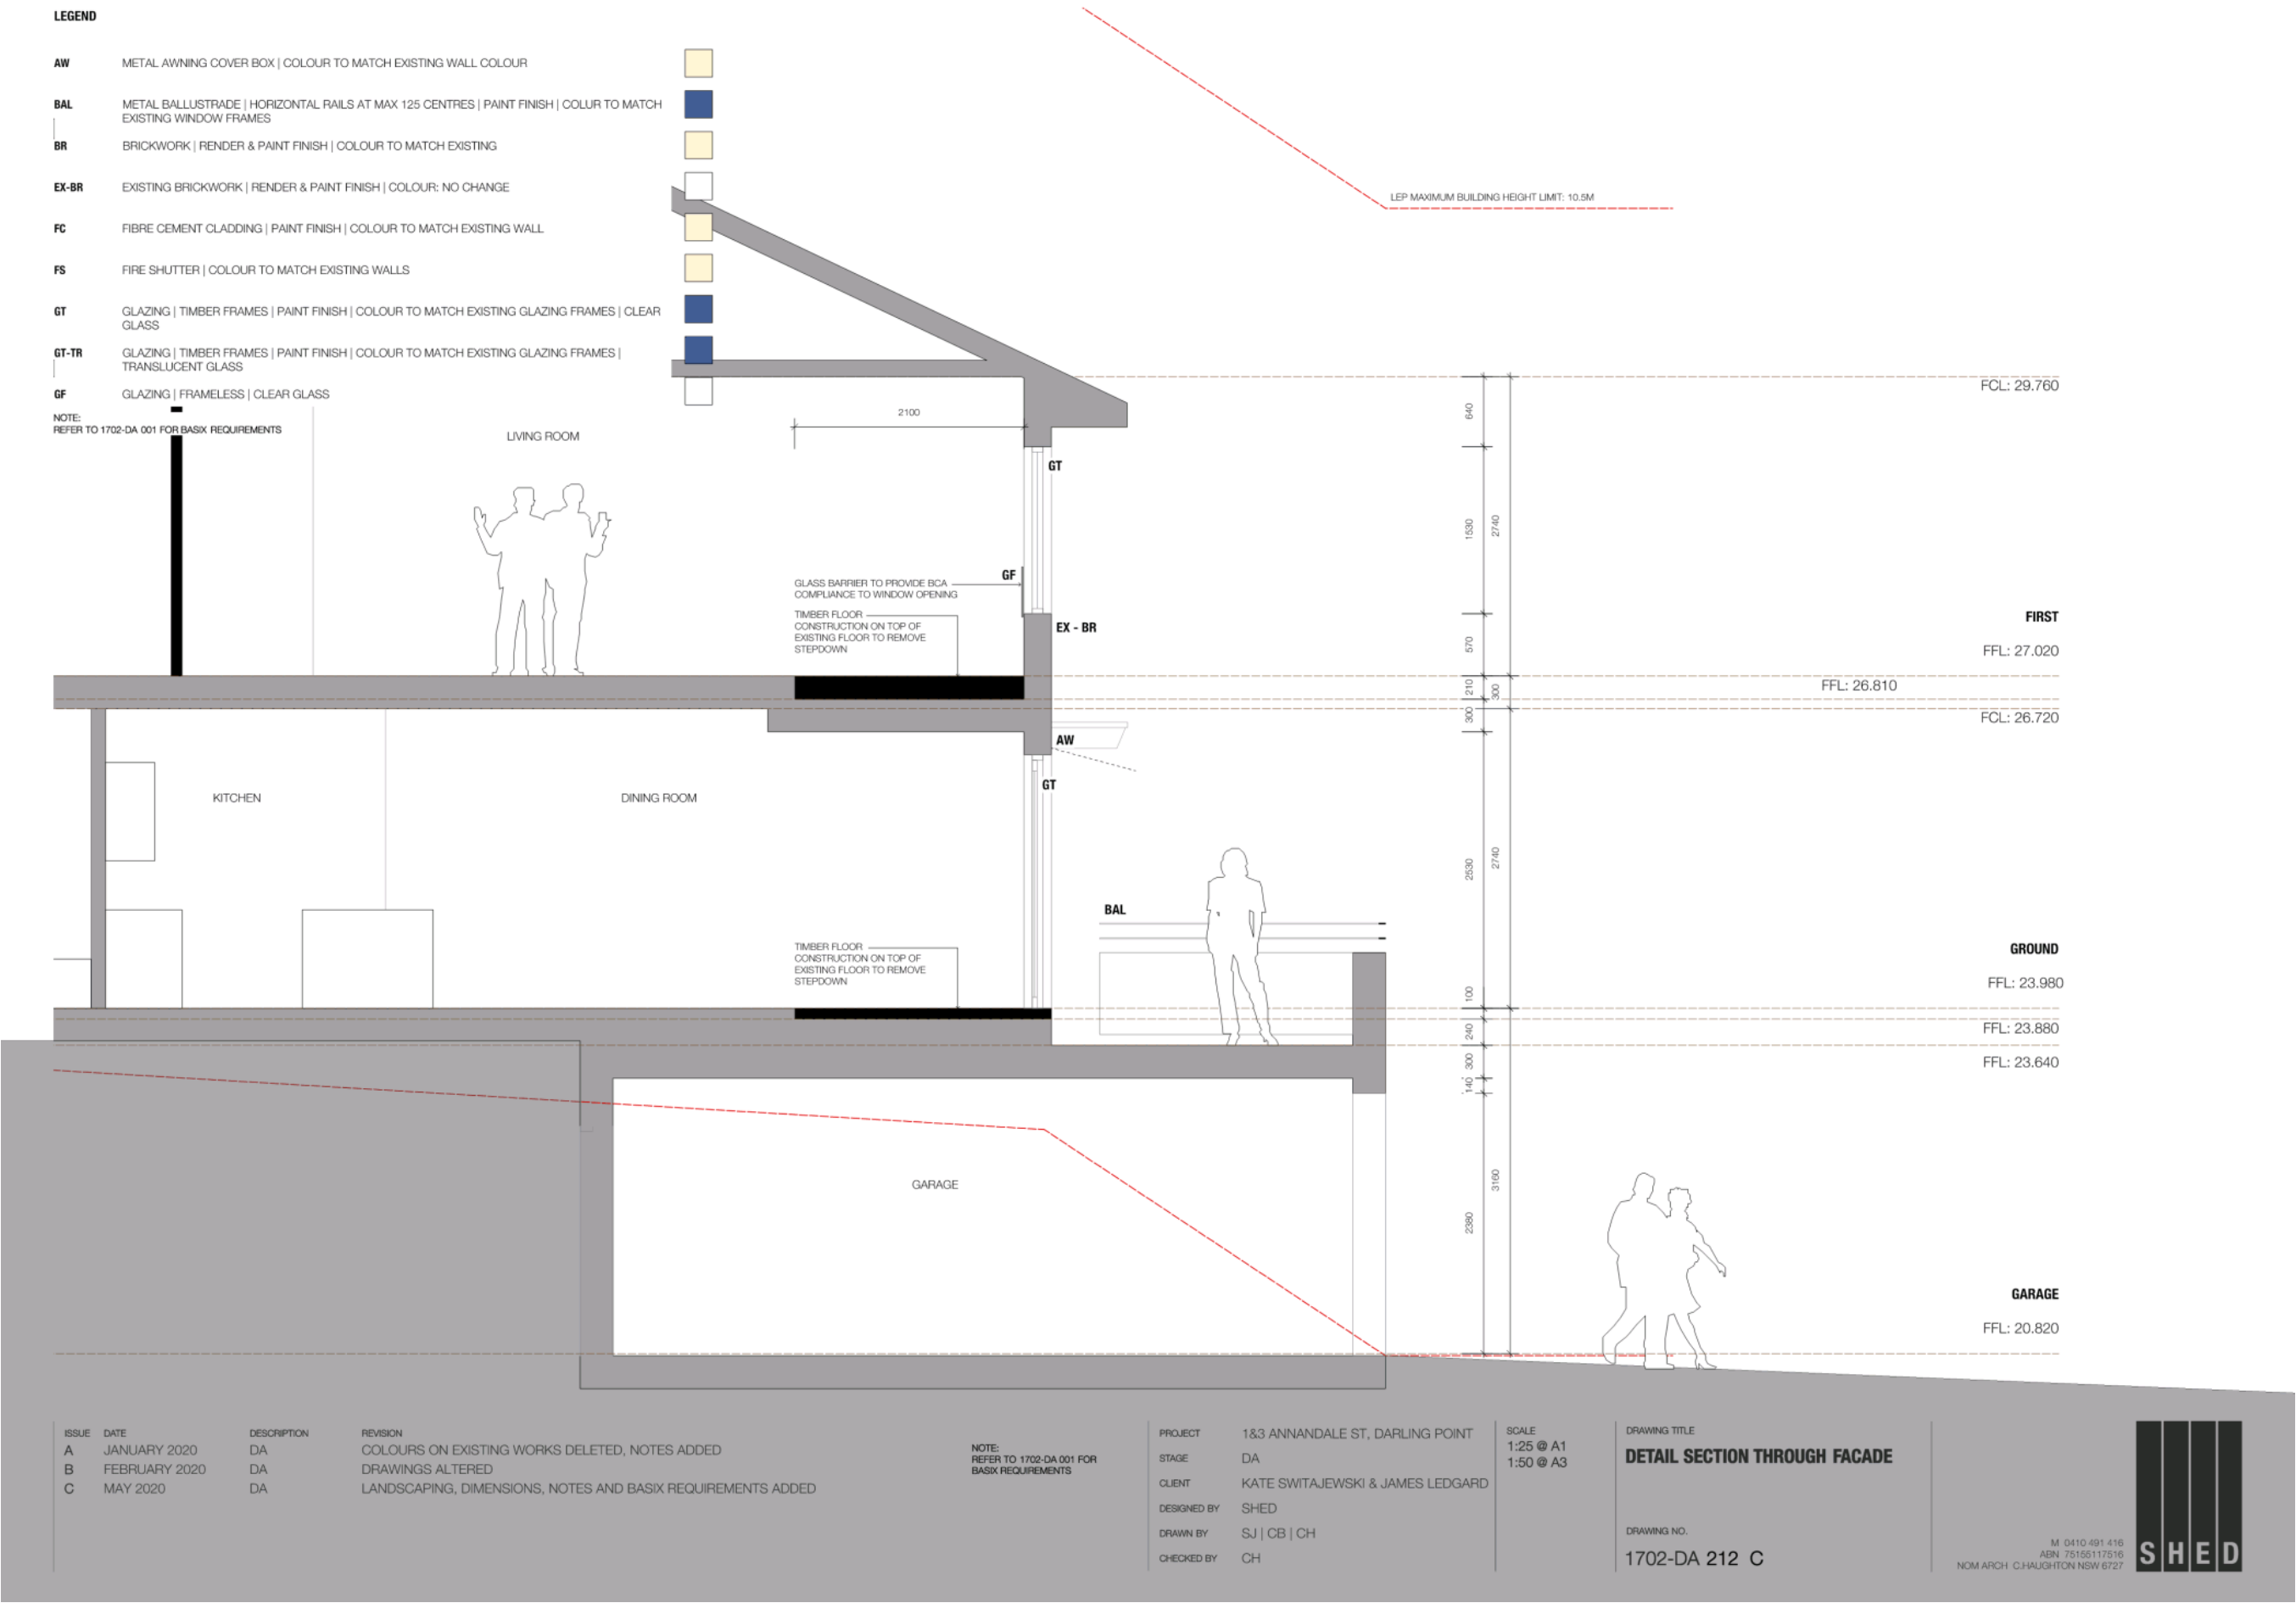 LEGEND
AW METAL AWNING COVER BOX | COLOUR TO MATCH EXISTING WALL COLOUR
BAL METAL BALLUSTRADE | HORIZONTAL RAILS AT MAX 125 CENTRES | PAINT FINISH | COLUR TO MATCH
EXISTING WINDOW FRAMES
BR BRICKWORK | RENDER & PAINT FINISH | COLOUR TO MATCH EXISTING
EX-BR EXISTING BRICKWORK | RENDER & PAINT FINISH | COLOUR: NO CHANGE
FC FIBRE CEMENT CLADDING | PAINT FINISH | COLOUR TO MATCH EXISTING WALL
FS FIRE SHUTTER | COLOUR TO MATCH EXISTING WALLS
GT GLAZING | TIMBER FRAMES | PAINT FINISH | COLOUR TO MATCH EXISTING GLAZING FRAMES | CLEAR
GLASS
GT-TR GLAZING | TIMBER FRAMES | PAINT FINISH | COLOUR TO MATCH EXISTING GLAZING FRAMES |
TRANSLUCENT GLASS
GF GLAZING | FRAMELESS | CLEAR GLASS
NOTE:
REFER TO 1702-DA 001 FOR BASIX REQUIREMENTS
LEP MAXIMUM BUILDING HEIGHT LIMIT: 10.5M
FCL: 29.760
2100
640
LIVING ROOM
GT
1530
2740
GF
GLASS BARRIER TO PROVIDE BCA
COMPLIANCE TO WINDOW OPENING
TIMBER FLOOR
CONSTRUCTION ON TOP OF
EXISTING FLOOR TO REMOVE
STEPDOWN
EX - BR
570
FIRST
FFL: 27.020
210
300
FFL: 26.810
300
FCL: 26.720
AW
GT
KITCHEN
DINING ROOM
2530
2740
BAL
TIMBER FLOOR
CONSTRUCTION ON TOP OF
EXISTING FLOOR TO REMOVE
STEPDOWN
GROUND
FFL: 23.980
100
FFL: 23.880
240
FFL: 23.640
300
140
GARAGE
3160
2380
GARAGE
FFL: 20.820
ISSUE DATE DESCRIPTION REVISION
A JANUARY 2020 DA COLOURS ON EXISTING WORKS DELETED, NOTES ADDED
B FEBRUARY 2020 DA DRAWINGS ALTERED
C MAY 2020 DA LANDSCAPING, DIMENSIONS, NOTES AND BASIX REQUIREMENTS ADDED
NOTE:
REFER TO 1702-DA 001 FOR
BASIX REQUIREMENTS
PROJECT 1&3 ANNANDALE ST, DARLING POINT
STAGE DA
CLIENT KATE SWITAJEWSKI & JAMES LEDGARD
DESIGNED BY SHED
DRAWN BY SJ | CB | CH
CHECKED BY CH
SCALE
1:25 @ A1
1:50 @ A3
DRAWING TITLE
DETAIL SECTION THROUGH FACADE
DRAWING NO.
1702-DA 212 C
M 0410 491 416
ABN 75155117516
NOM ARCH C.HAUGHTON NSW 6727
SHED